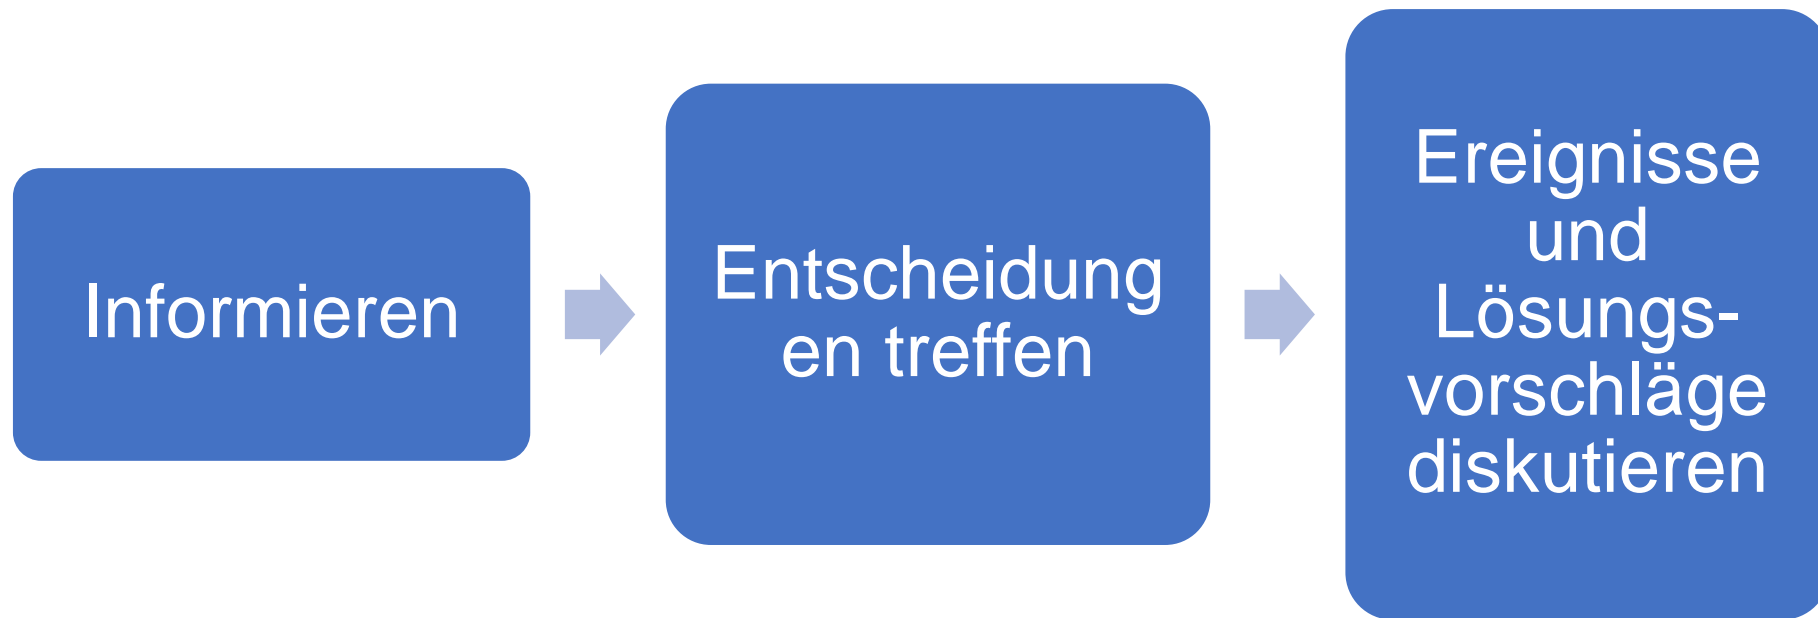 Informieren
Entscheidung
en treffen
Ereignisse
und
Lösungs-
vorschläge
diskutieren